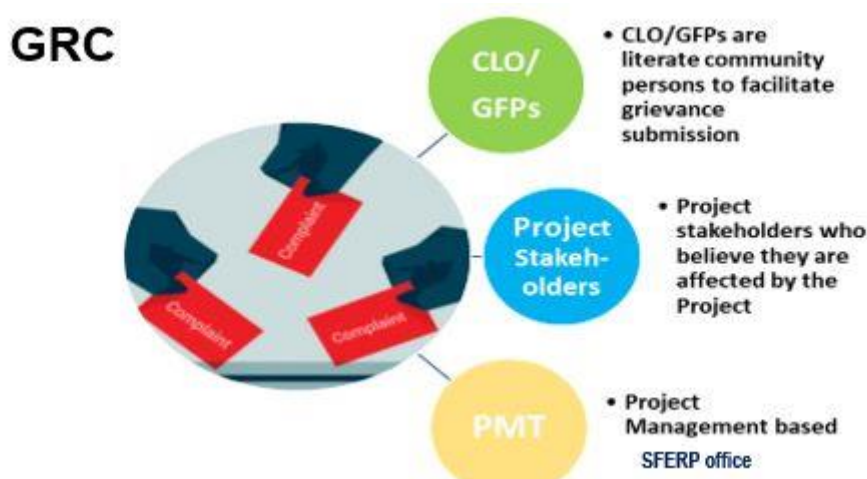 GRC
CLO/
GFPs
• CLO/GFPs are
literate community
persons to facilitate
grievance
submission
Complaint
Complaint
Complaint
Project
Stakeh-
olders
• Project
stakeholders who
believe they are
affected by the
Project
PMT
• Project
Management based
SFERP office